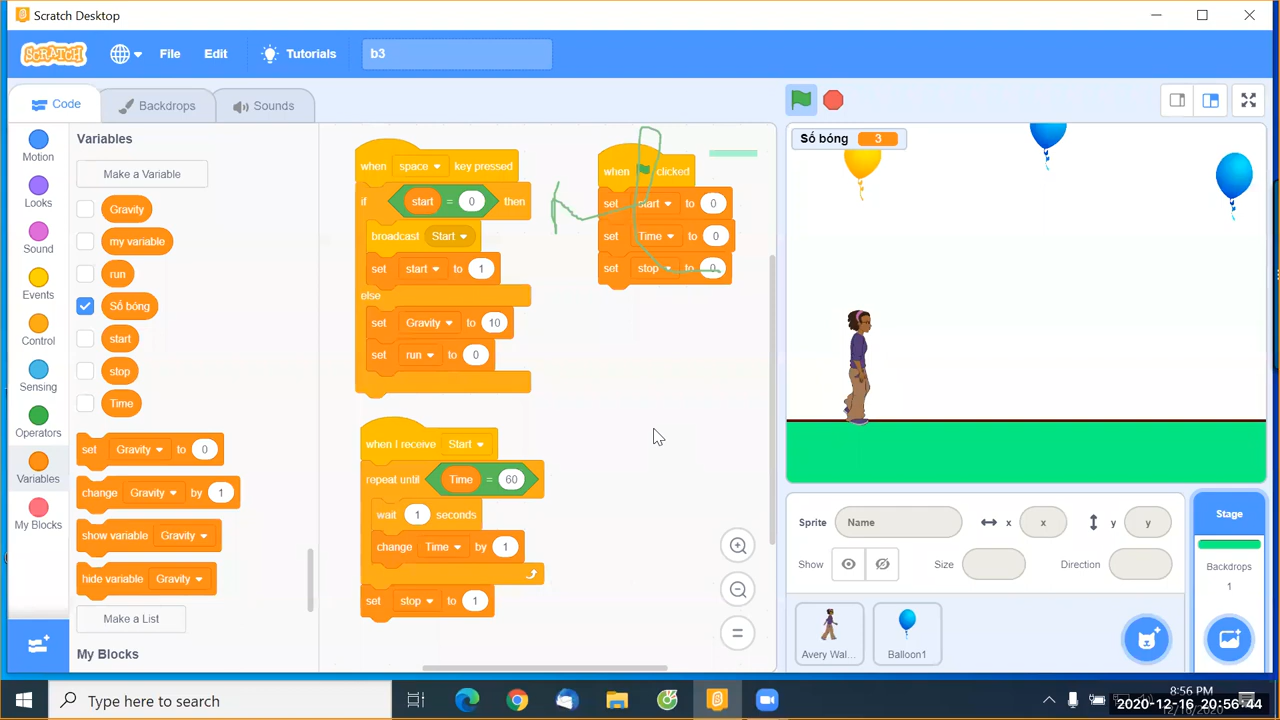 Scratch Desktop
SCRATCH File Edit Tutorials b3
Code Backdrops Sounds
Motion
Looks
Sound
Events
Control
Sensing
Operators
Variables
My Blocks
Variables
Make a Variable
Gravity
my variable
run
Số bóng
start
stop
Time
set Gravity to 0
change Gravity by 1
show variable Gravity
hide variable Gravity
Make a List
My Blocks
when space key pressed
if start = 0 then
broadcast Start
set start to 1
else
set Gravity to 10
set run to 0
when I receive Start
repeat until Time = 60
wait 1 seconds
change Time by 1
set stop to 1
when clicked
set start to 0
set Time to 0
set stop to 0
Số bóng 3
Sprite Name x x y y
Show Size Direction
Avery Wal...
Balloon1
Stage
Backdrops
1
Type here to search
8:56 PM
2020-12-16 20:56:44